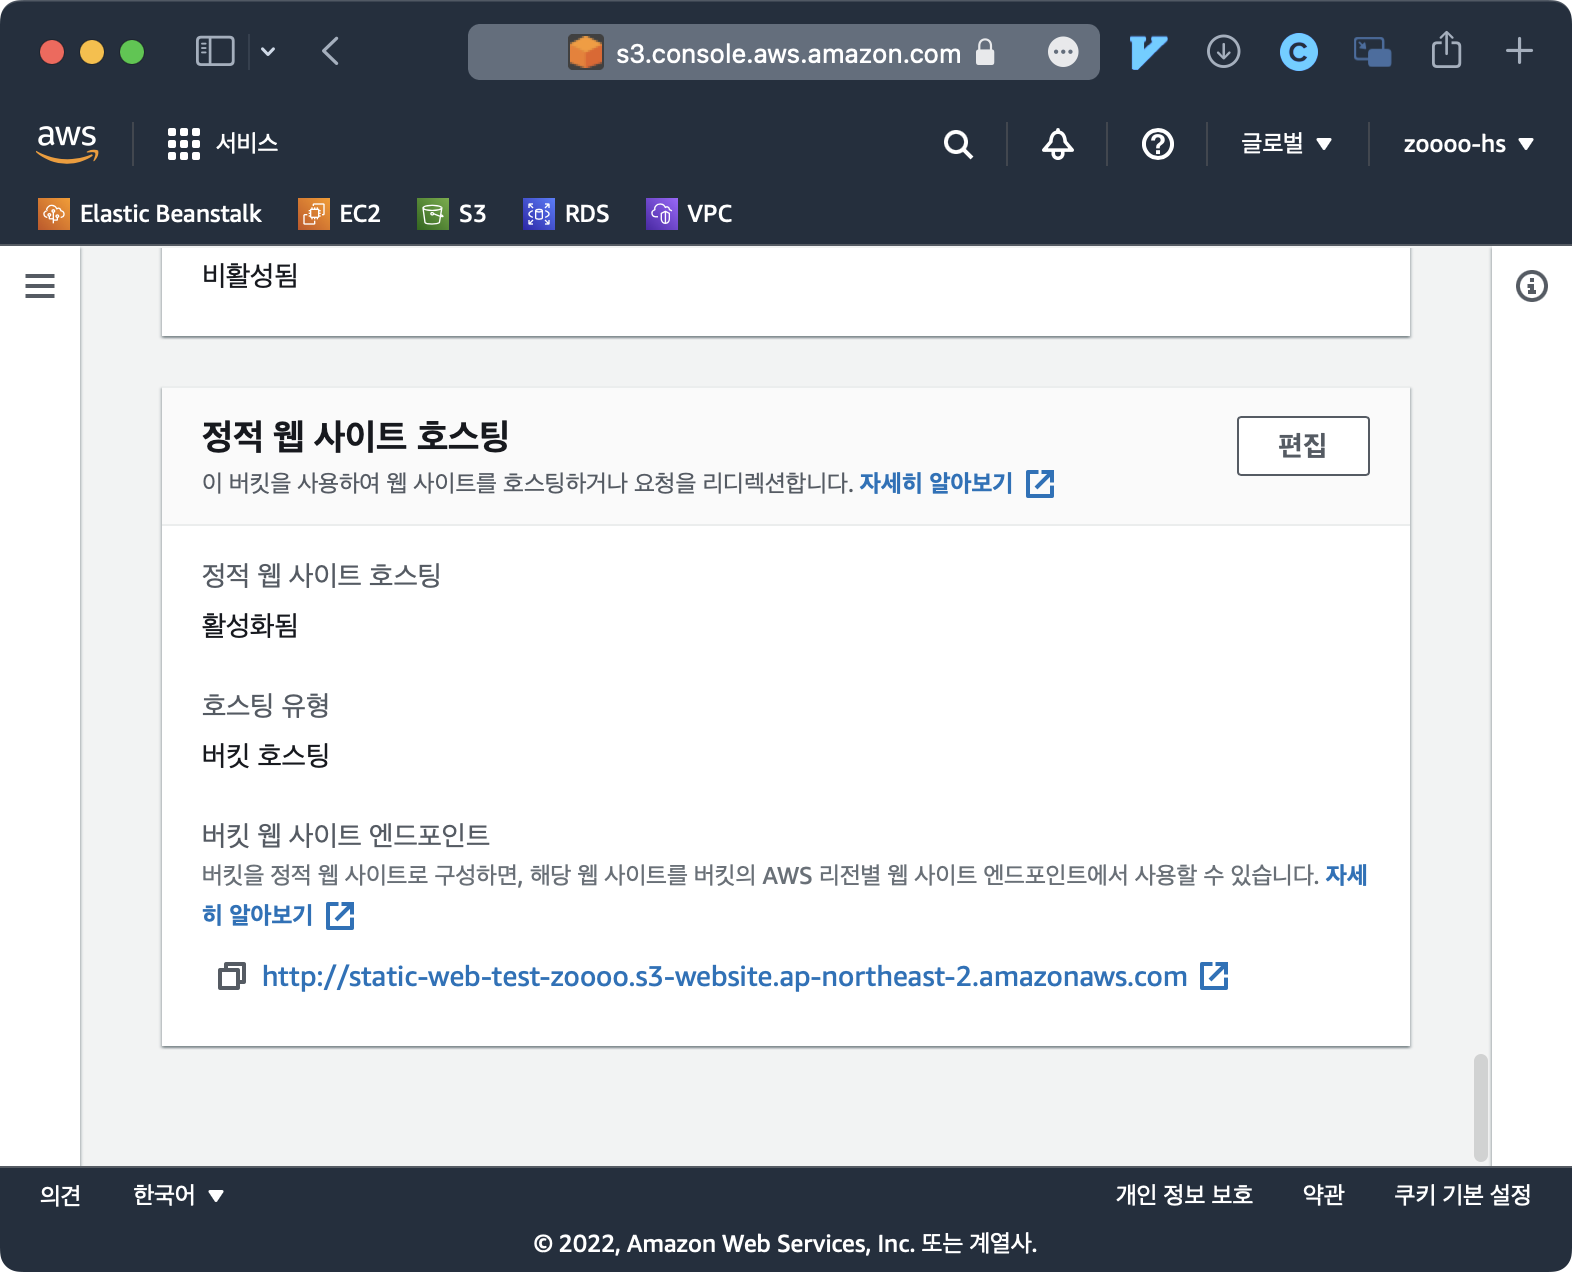 s3.console.aws.amazon.com
aws
서비스
글로벌
zoooo-hs
Elastic Beanstalk
EC2
S3
RDS
VPC
비활성됨
정적 웹 사이트 호스팅
편집
이 버킷을 사용하여 웹 사이트를 호스팅하거나 요청을 리디렉션합니다. 자세히 알아보기
정적 웹 사이트 호스팅
활성화됨
호스팅 유형
버킷 호스팅
버킷 웹 사이트 엔드포인트
버킷을 정적 웹 사이트로 구성하면, 해당 웹 사이트를 버킷의 AWS 리전별 웹 사이트 엔드포인트에서 사용할 수 있습니다. 자세
히 알아보기
http://static-web-test-zoooo.s3-website.ap-northeast-2.amazonaws.com
의견
한국어
개인 정보 보호
약관
쿠키 기본 설정
© 2022, Amazon Web Services, Inc. 또는 계열사.